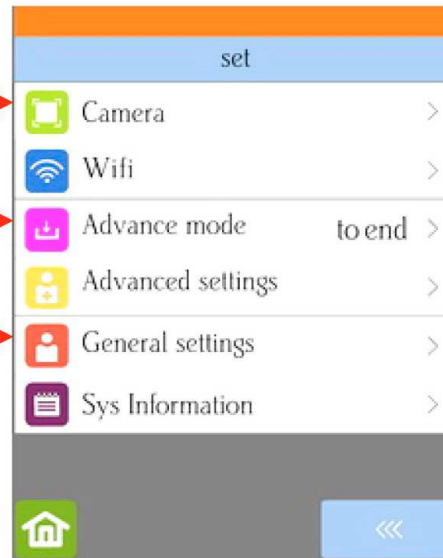 set
Camera
Wifi
Advance mode to end
Advanced settings
General settings
Sys Information